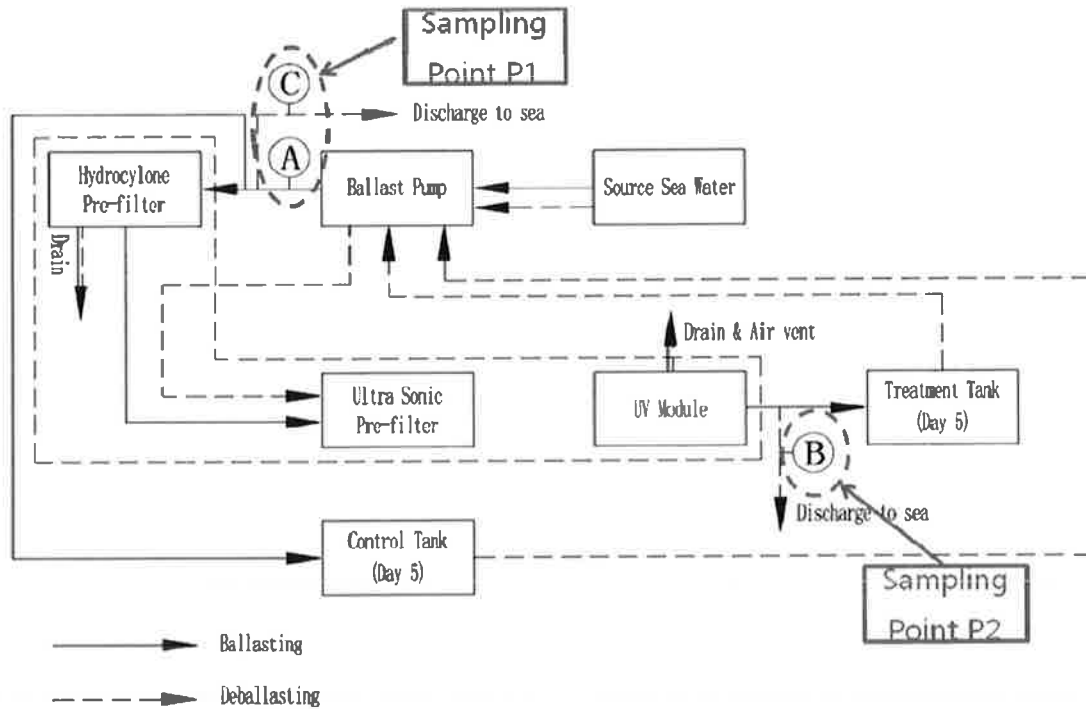 Sampling
Point P1
C
Discharge to sea
A
Hydrocylone
Pre-filter
Ballast Pump
Source Sea Water
Drain
Drain & Air vent
Ultra Sonic
Pre-filter
UV Module
Treatment Tank
(Day 5)
B
Discharge to sea
Control Tank
(Day 5)
Sampling
Point P2
Ballasting
Deballasting